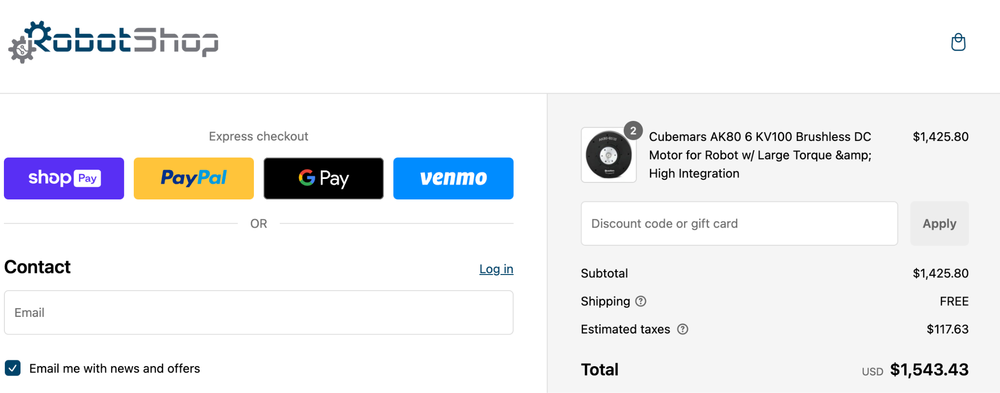 RobotShop
Express checkout
shop Pay
PayPal
G Pay
venmo
OR
Contact
Log in
Email
Email me with news and offers
2
Cubemars AK80 6 KV100 Brushless DC
Motor for Robot w/ Large Torque &amp;
High Integration
$1,425.80
Discount code or gift card
Apply
Subtotal
$1,425.80
Shipping ?
FREE
Estimated taxes ?
$117.63
Total
USD $1,543.43